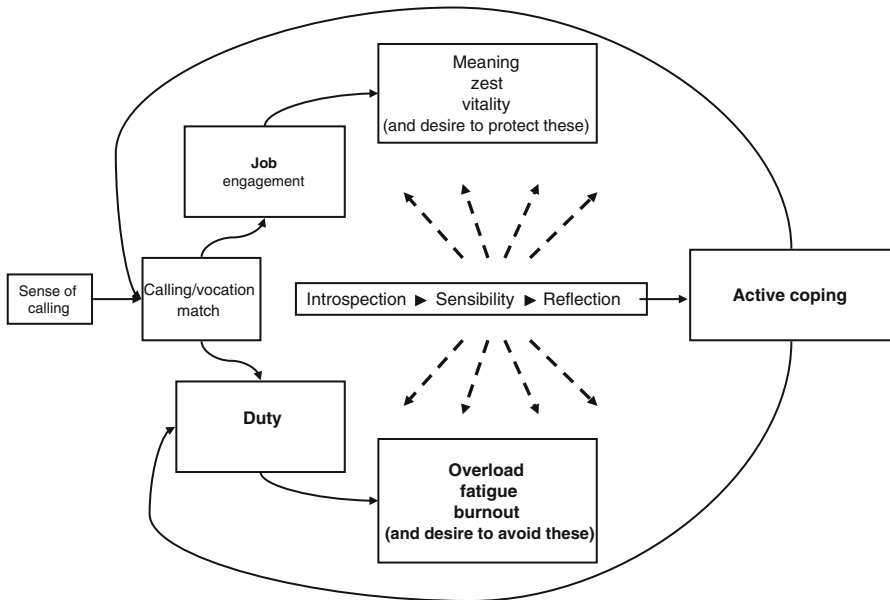 Meaning
zest
vitality
(and desire to protect these)
Job
engagement
Sense of
calling
Calling/vocation
match
Introspection ▶ Sensibility ▶ Reflection
Active coping
Duty
Overload
fatigue
burnout
(and desire to avoid these)